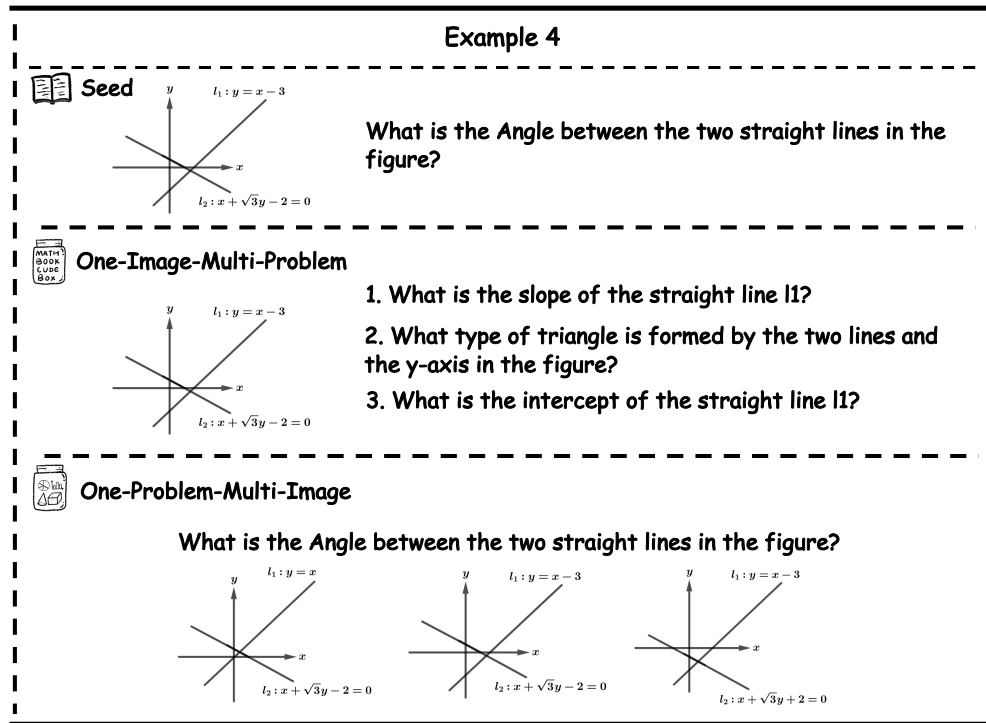 Example 4
Seed
y
l₁ : y = x − 3
x
l₂ : x + √3y − 2 = 0
What is the Angle between the two straight lines in the
figure?
MATH
BOOK
CUDE
BOX
One-Image-Multi-Problem
y
l₁ : y = x − 3
x
l₂ : x + √3y − 2 = 0
1. What is the slope of the straight line l1?
2. What type of triangle is formed by the two lines and
the y-axis in the figure?
3. What is the intercept of the straight line l1?
One-Problem-Multi-Image
What is the Angle between the two straight lines in the figure?
y
l₁ : y = x
x
l₂ : x + √3y − 2 = 0
y
l₁ : y = x − 3
x
l₂ : x + √3y − 2 = 0
y
l₁ : y = x − 3
x
l₂ : x + √3y + 2 = 0